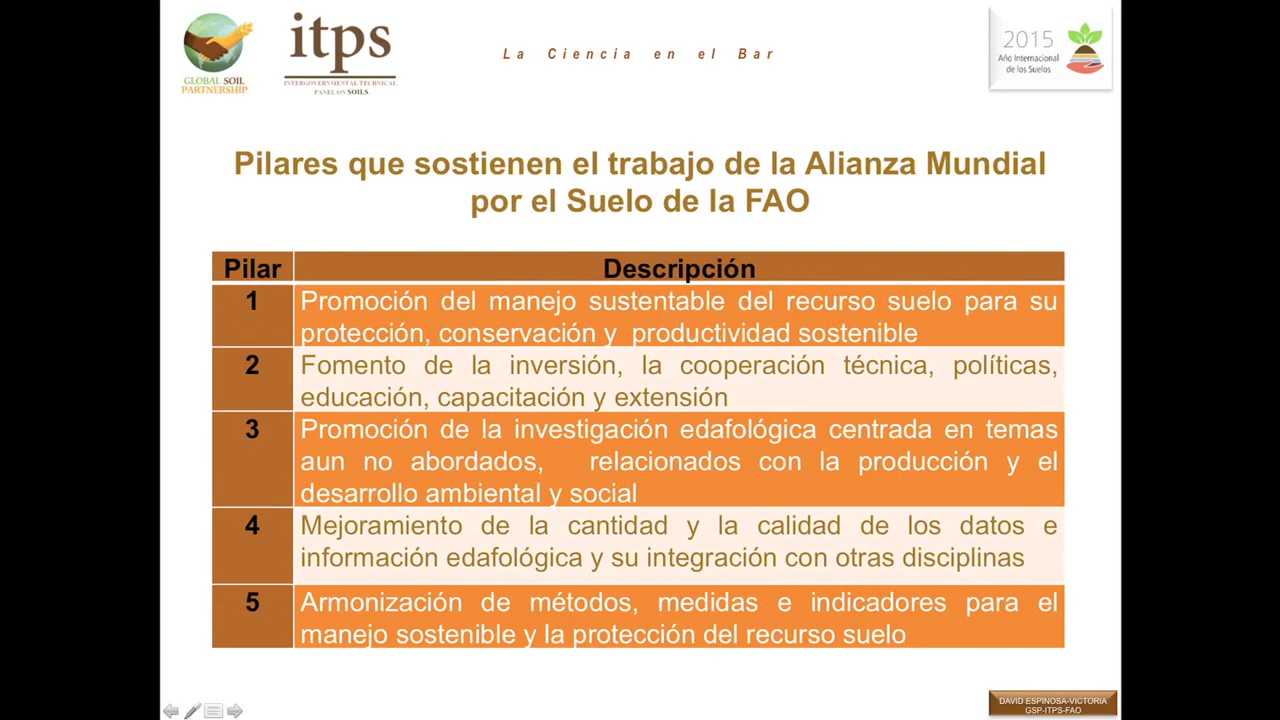 GLOBAL SOIL
PARTNERSHIP
itps
INTERGOVERNMENTAL TECHNICAL
PANEL ON SOILS
La Ciencia en el Bar
2015
Año Internacional
de los Suelos
Pilares que sostienen el trabajo de la Alianza Mundial
por el Suelo de la FAO
Pilar Descripción
1 Promoción del manejo sustentable del recurso suelo para su
protección, conservación y productividad sostenible
2 Fomento de la inversión, la cooperación técnica, políticas,
educación, capacitación y extensión
3 Promoción de la investigación edafológica centrada en temas
aun no abordados, relacionados con la producción y el
desarrollo ambiental y social
4 Mejoramiento de la cantidad y la calidad de los datos e
información edafológica y su integración con otras disciplinas
5 Armonización de métodos, medidas e indicadores para el
manejo sostenible y la protección del recurso suelo
DAVID ESPINOSA-VICTORIA
GSP-ITPS-FAO